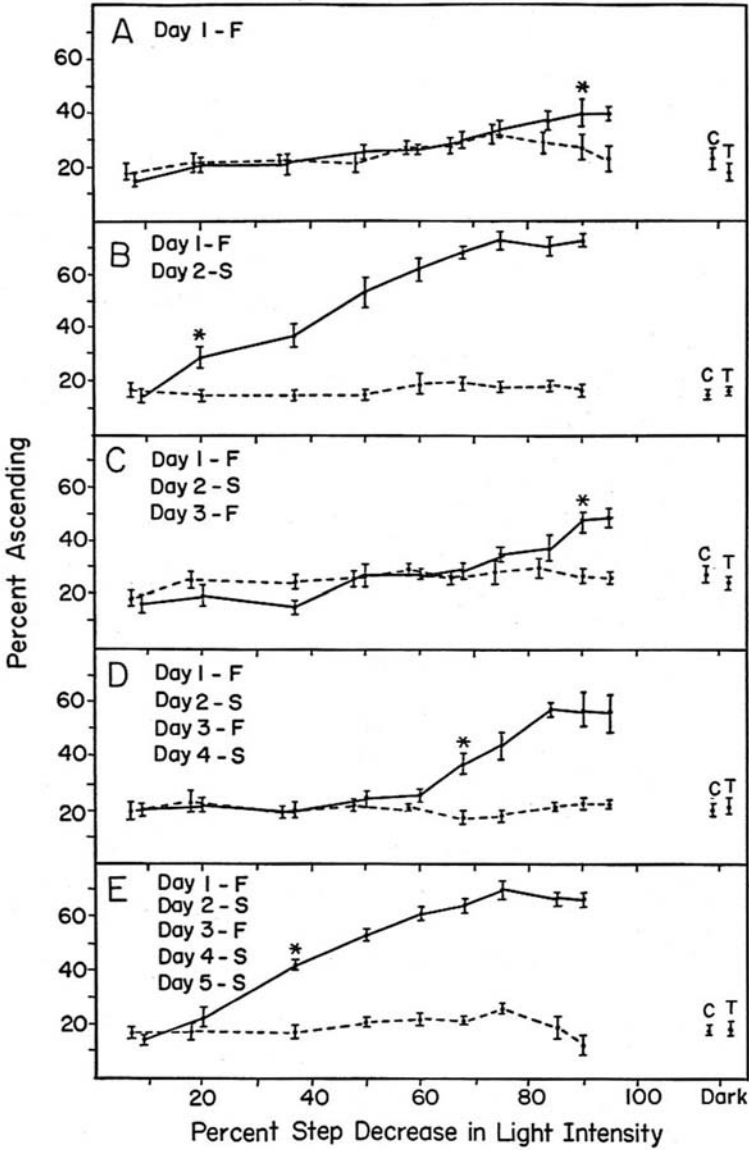 A Day 1 - F
60
40
20
*
C
T
B Day 1 - F
Day 2 - S
60
40
20
*
C T
C Day 1 - F
Day 2 - S
Day 3 - F
60
40
20
*
C
T
D Day 1 - F
Day 2 - S
Day 3 - F
Day 4 - S
60
40
20
*
C T
E Day 1 - F
Day 2 - S
Day 3 - F
Day 4 - S
Day 5 - S
60
40
20
*
C T
Percent Ascending
20 40 60 80 100 Dark
Percent Step Decrease in Light Intensity